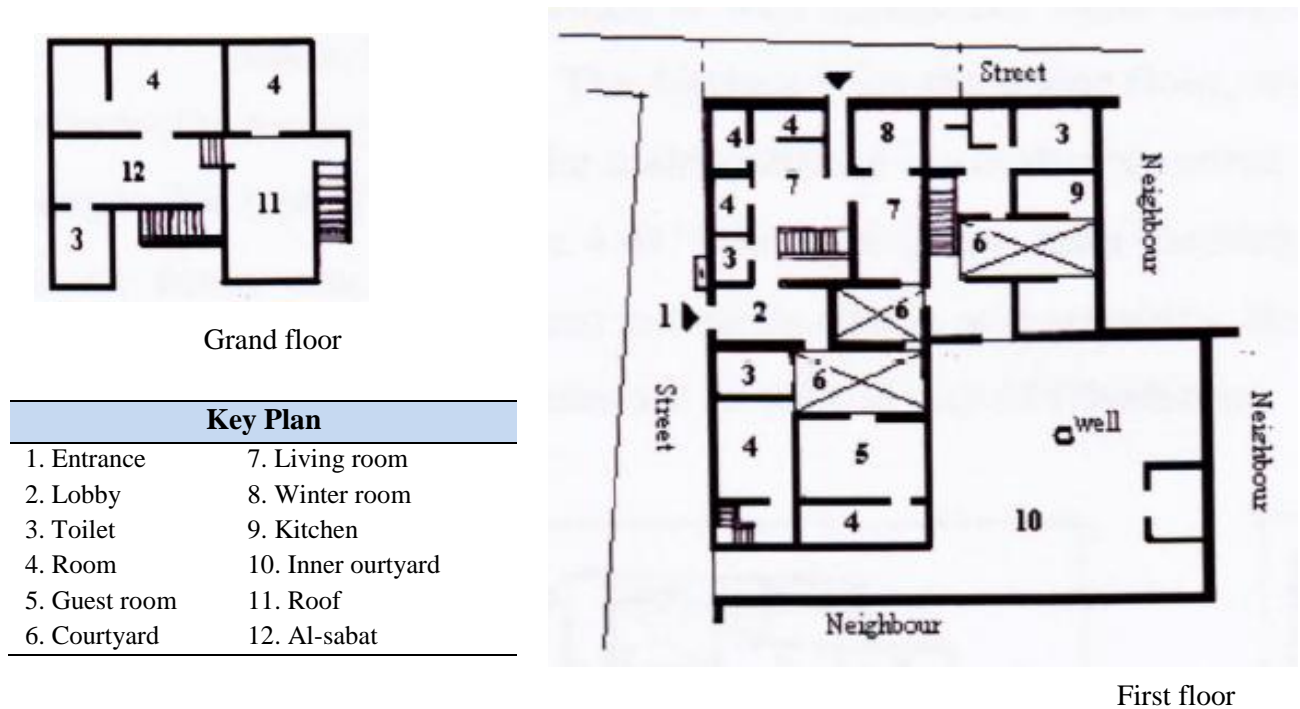 4
4
12
11
3
Grand floor
Key Plan
1. Entrance 7. Living room
2. Lobby 8. Winter room
3. Toilet 9. Kitchen
4. Room 10. Inner ourtyard
5. Guest room 11. Roof
6. Courtyard 12. Al-sabat
Street
4 4 8 3
7
4 7 9
3 6
1 2 6
3 6
4 5
4 10
well
Street
Neighbour
Neighbour
Neighbour
First floor